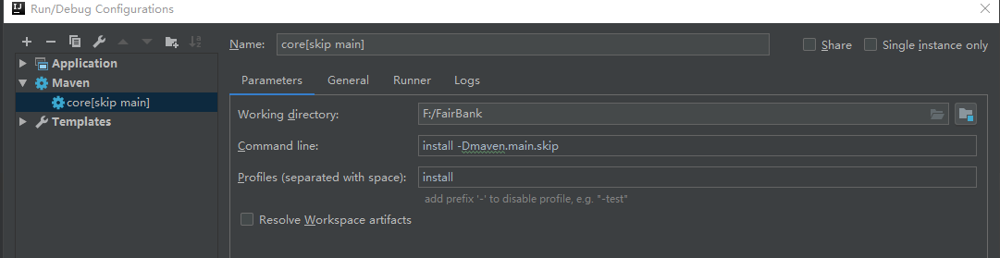 Run/Debug Configurations
Name: core[skip main] Share Single instance only
Application
Maven
core[skip main]
Templates
Parameters General Runner Logs
Working directory: F:/FairBank
Command line: install -Dmaven.main.skip
Profiles (separated with space): install
add prefix '-' to disable profile, e.g. "-test"
Resolve Workspace artifacts